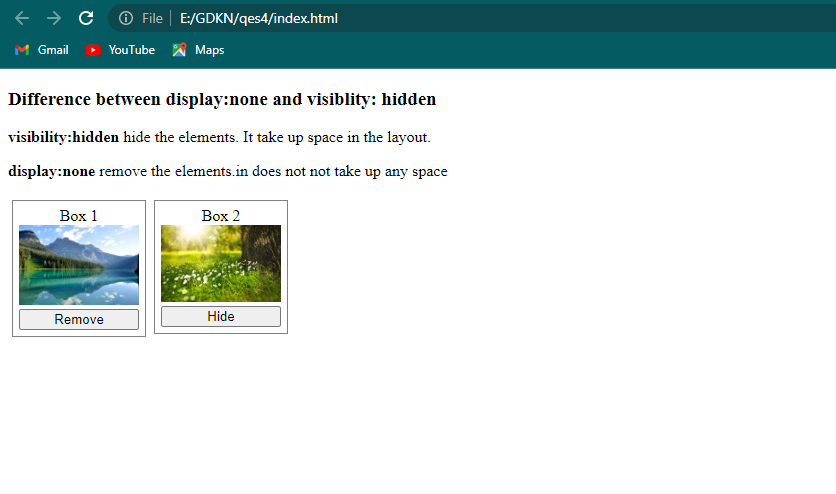 File E:/GDKN/qes4/index.html
Gmail YouTube Maps
Difference between display:none and visiblity: hidden
visibility:hidden hide the elements. It take up space in the layout.
display:none remove the elements.in does not not take up any space
Box 1 Box 2
Remove Hide